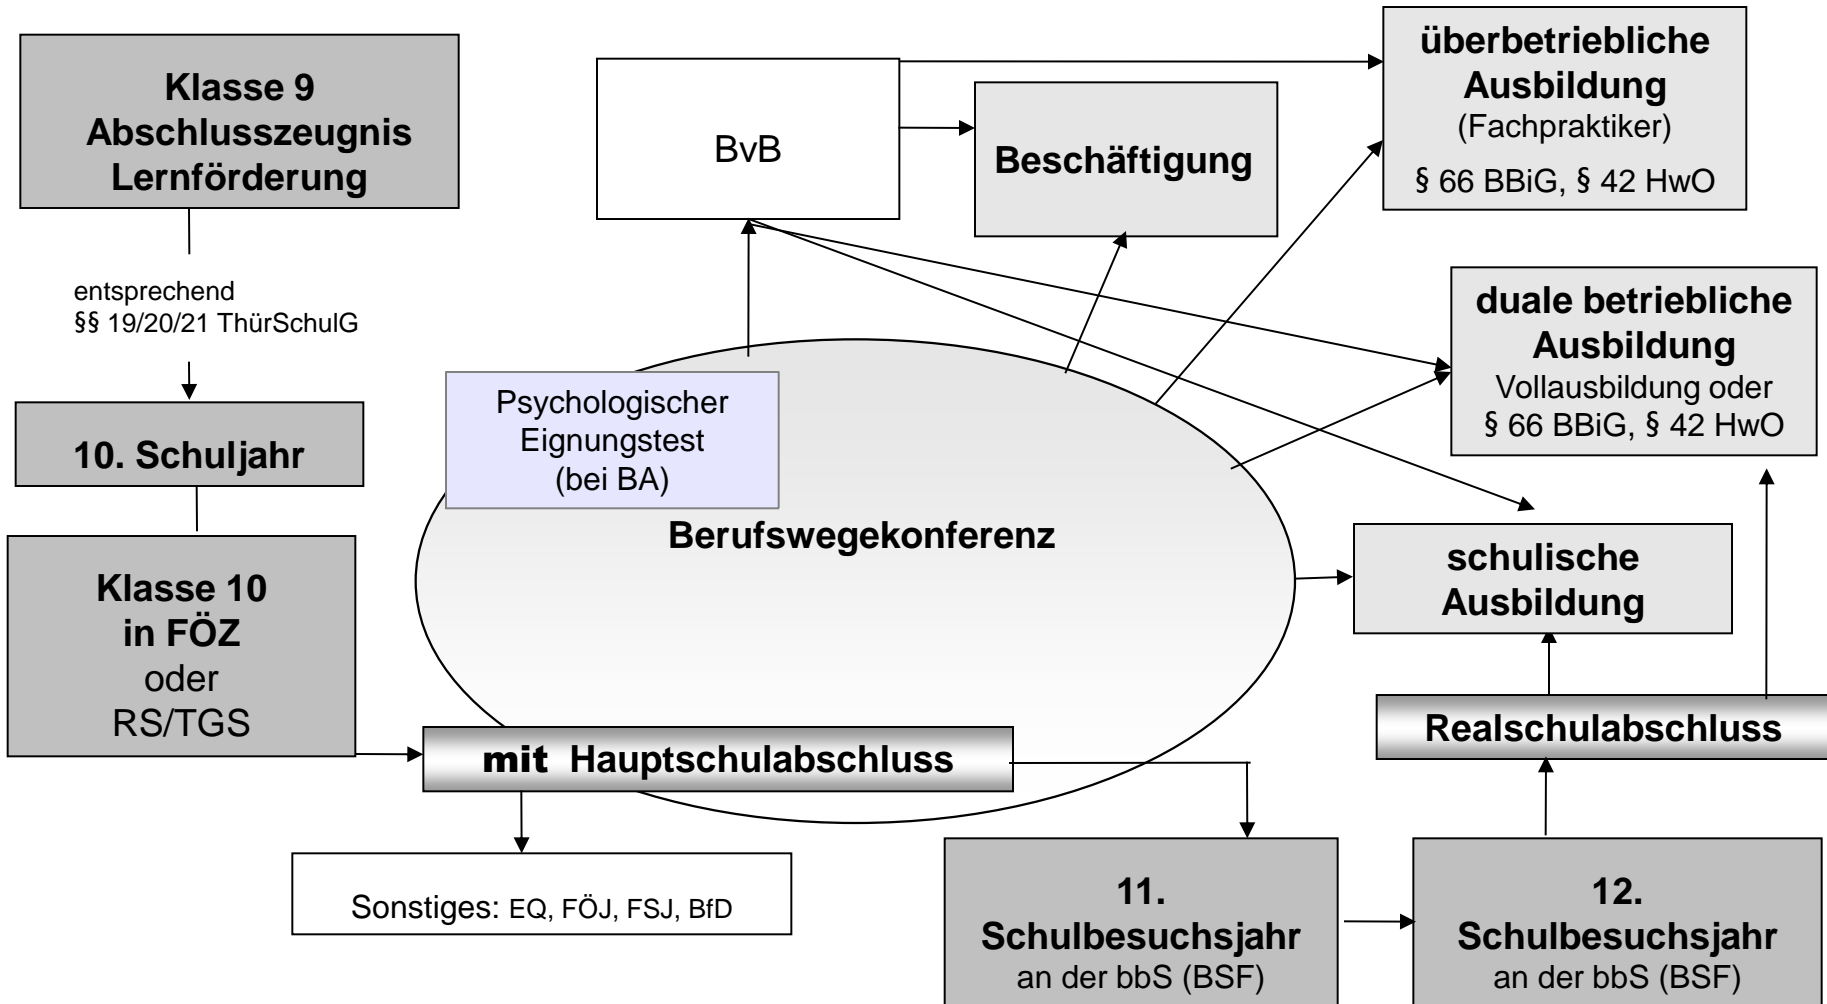 Klasse 9
Abschlusszeugnis
Lernförderung
entsprechend
§§ 19/20/21 ThürSchulG
10. Schuljahr
Klasse 10
in FÖZ
oder
RS/TGS
BvB
Beschäftigung
überbetriebliche
Ausbildung
(Fachpraktiker)
§ 66 BBiG, § 42 HwO
duale betriebliche
Ausbildung
Vollausbildung oder
§ 66 BBiG, § 42 HwO
Psychologischer
Eignungstest
(bei BA)
Berufswegekonferenz
schulische
Ausbildung
Realschulabschluss
mit Hauptschulabschluss
Sonstiges: EQ, FÖJ, FSJ, BfD
11.
Schulbesuchsjahr
an der bbS (BSF)
12.
Schulbesuchsjahr
an der bbS (BSF)